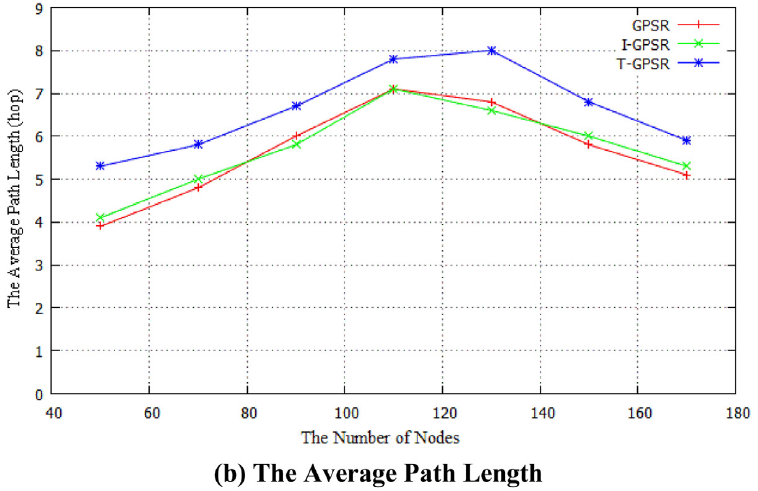 9
8
7
6
5
4
3
2
1
0
The Average Path Length (hop)
GPSR
I-GPSR
T-GPSR
40 60 80 100 120 140 160 180
The Number of Nodes
(b) The Average Path Length